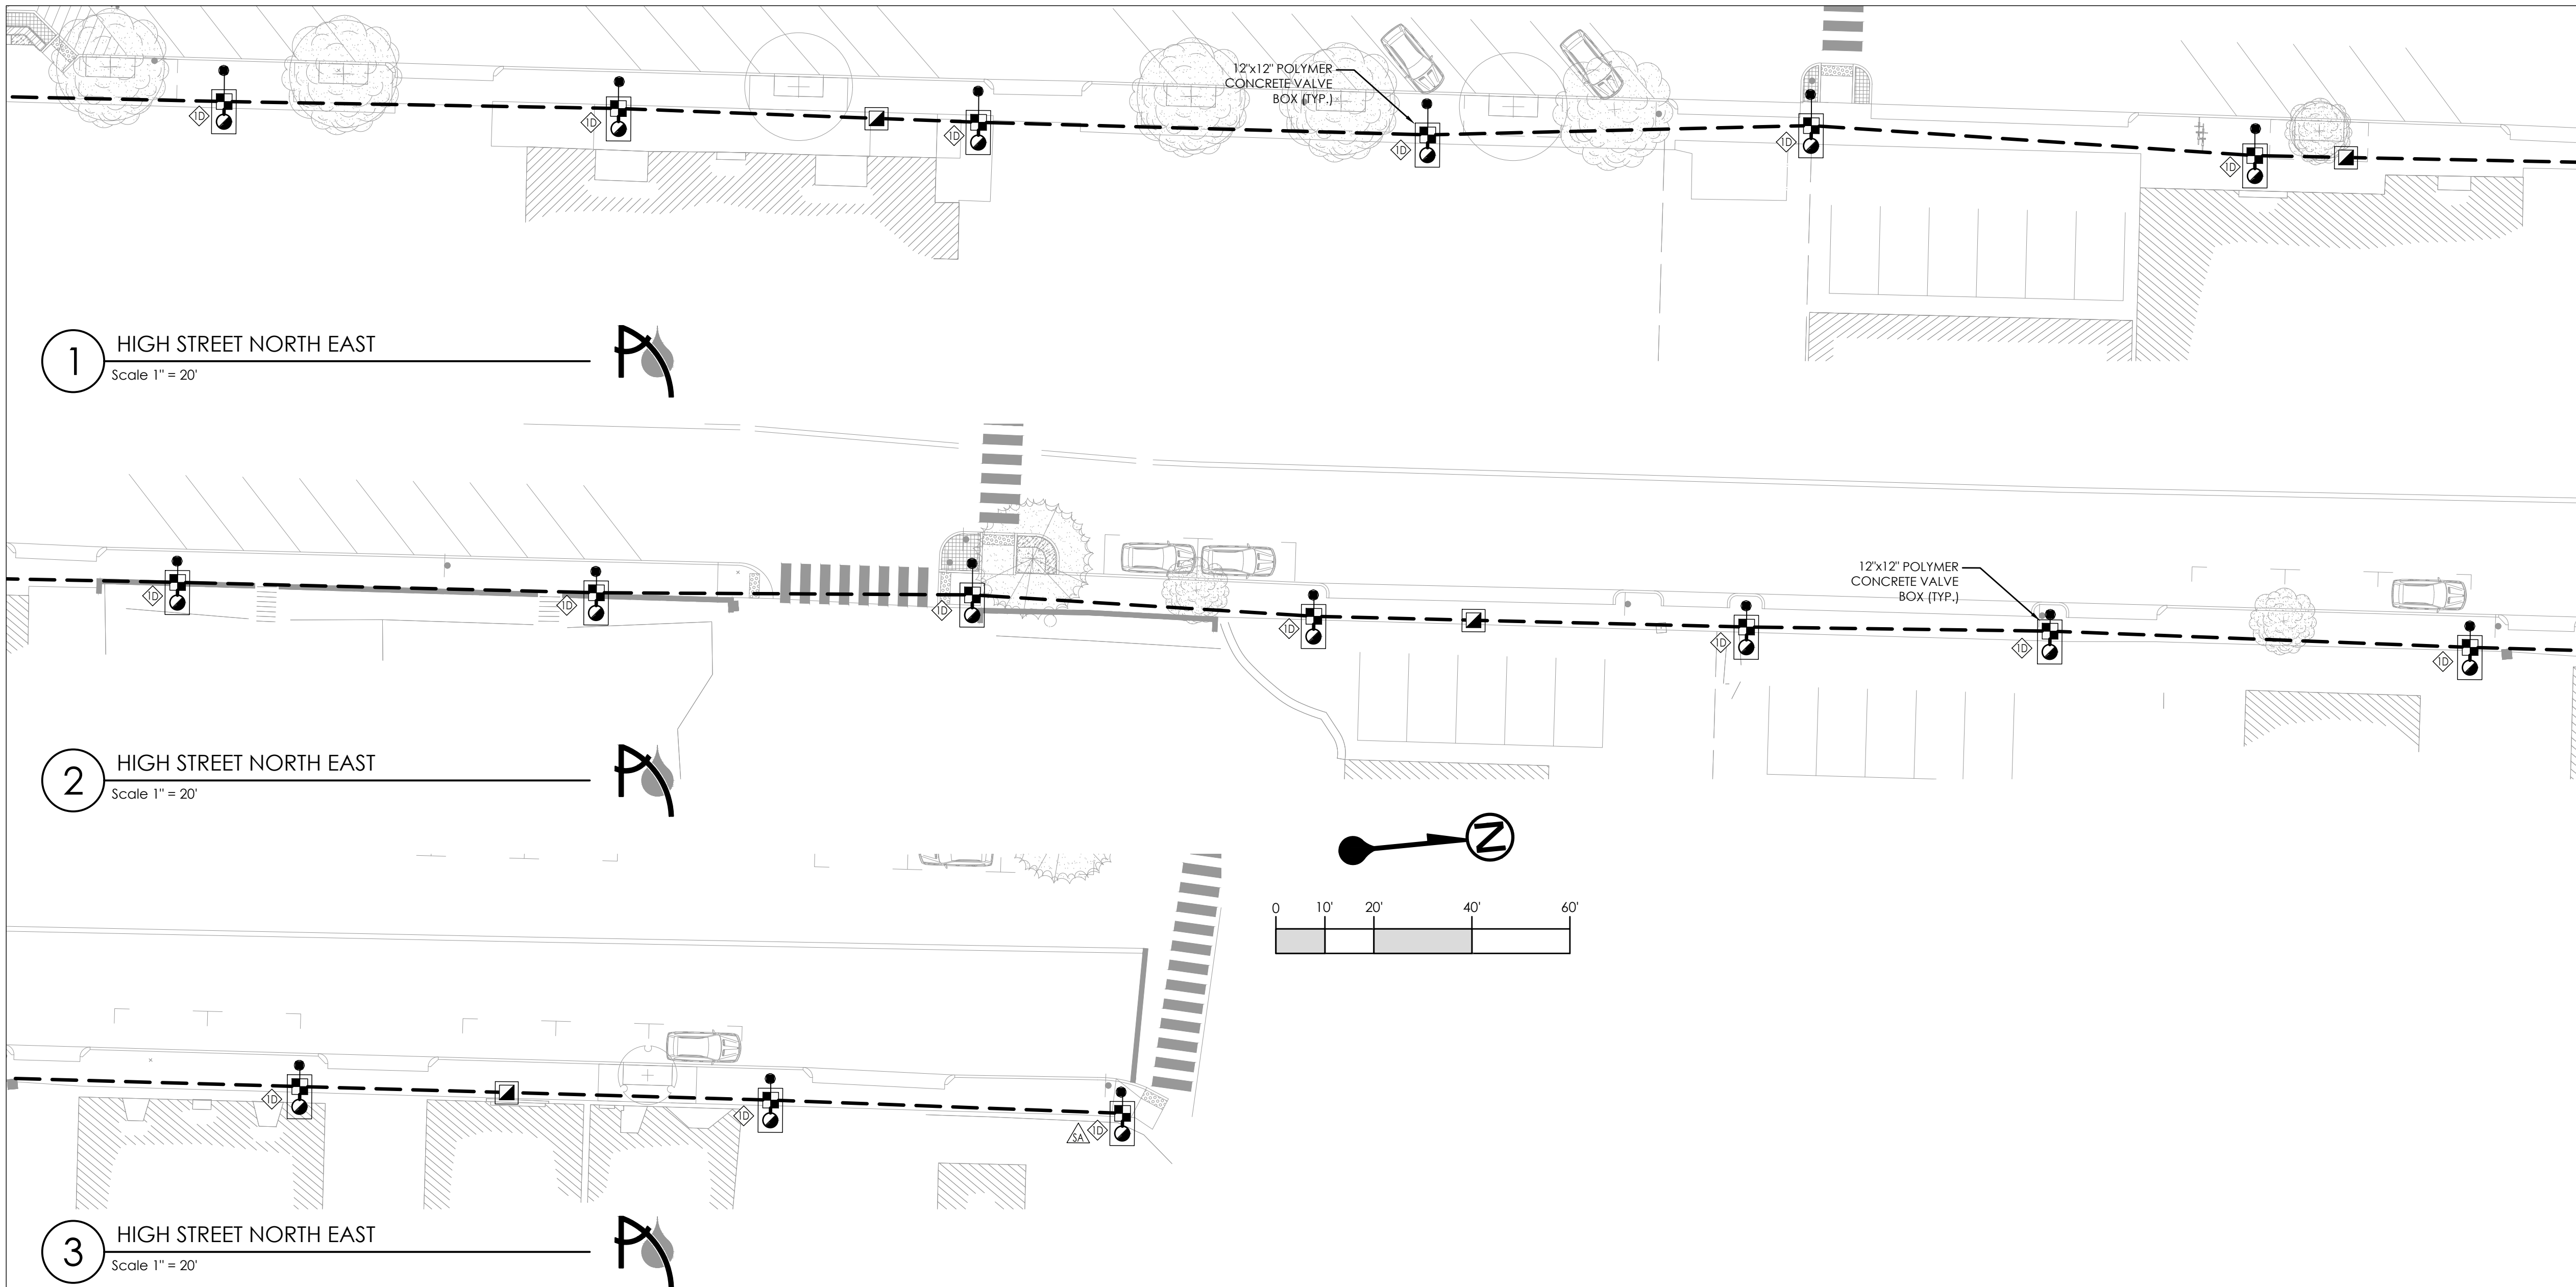 12"x12" POLYMER
CONCRETE VALVE
BOX (TYP.)
1D
1D
1D
1D
1D
1D
1
HIGH STREET NORTH EAST
Scale 1" = 20'
12"x12" POLYMER
CONCRETE VALVE
BOX (TYP.)
1D
1D
1D
1D
1D
1D
1D
2
HIGH STREET NORTH EAST
Scale 1" = 20'
N
0 10' 20' 40' 60'
1D
1D
SA 1D
3
HIGH STREET NORTH EAST
Scale 1" = 20'